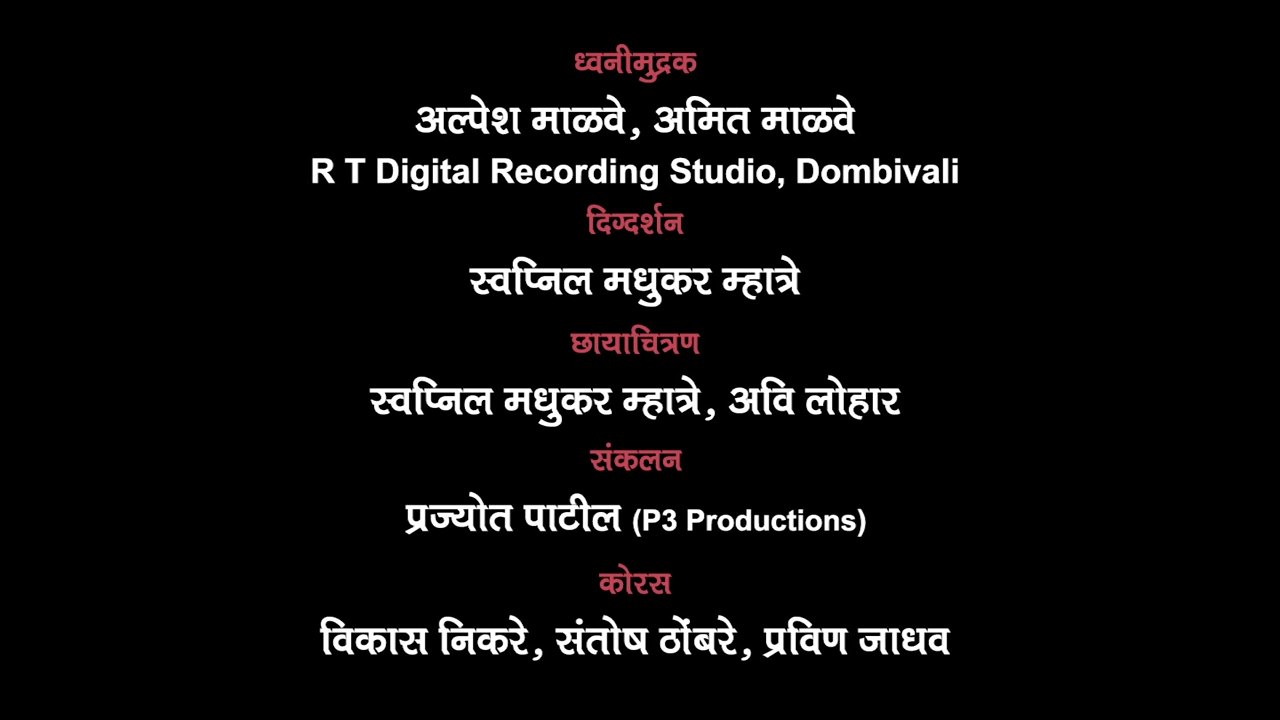 ध्वनीमुद्रक
अल्पेश माळवे, अमित माळवे
R T Digital Recording Studio, Dombivali
दिग्दर्शन
स्वप्निल मधुकर म्हात्रे
छायाचित्रण
स्वप्निल मधुकर म्हात्रे, अवि लोहार
संकलन
प्रज्योत पाटील (P3 Productions)
कोरस
विकास निकरे, संतोष ठोंबरे, प्रविण जाधव